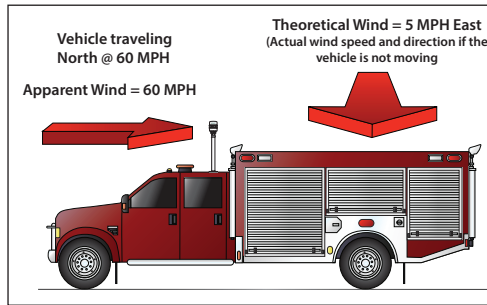 Vehicle traveling
North @ 60 MPH
Apparent Wind = 60 MPH
Theoretical Wind = 5 MPH East
(Actual wind speed and direction if the
vehicle is not moving